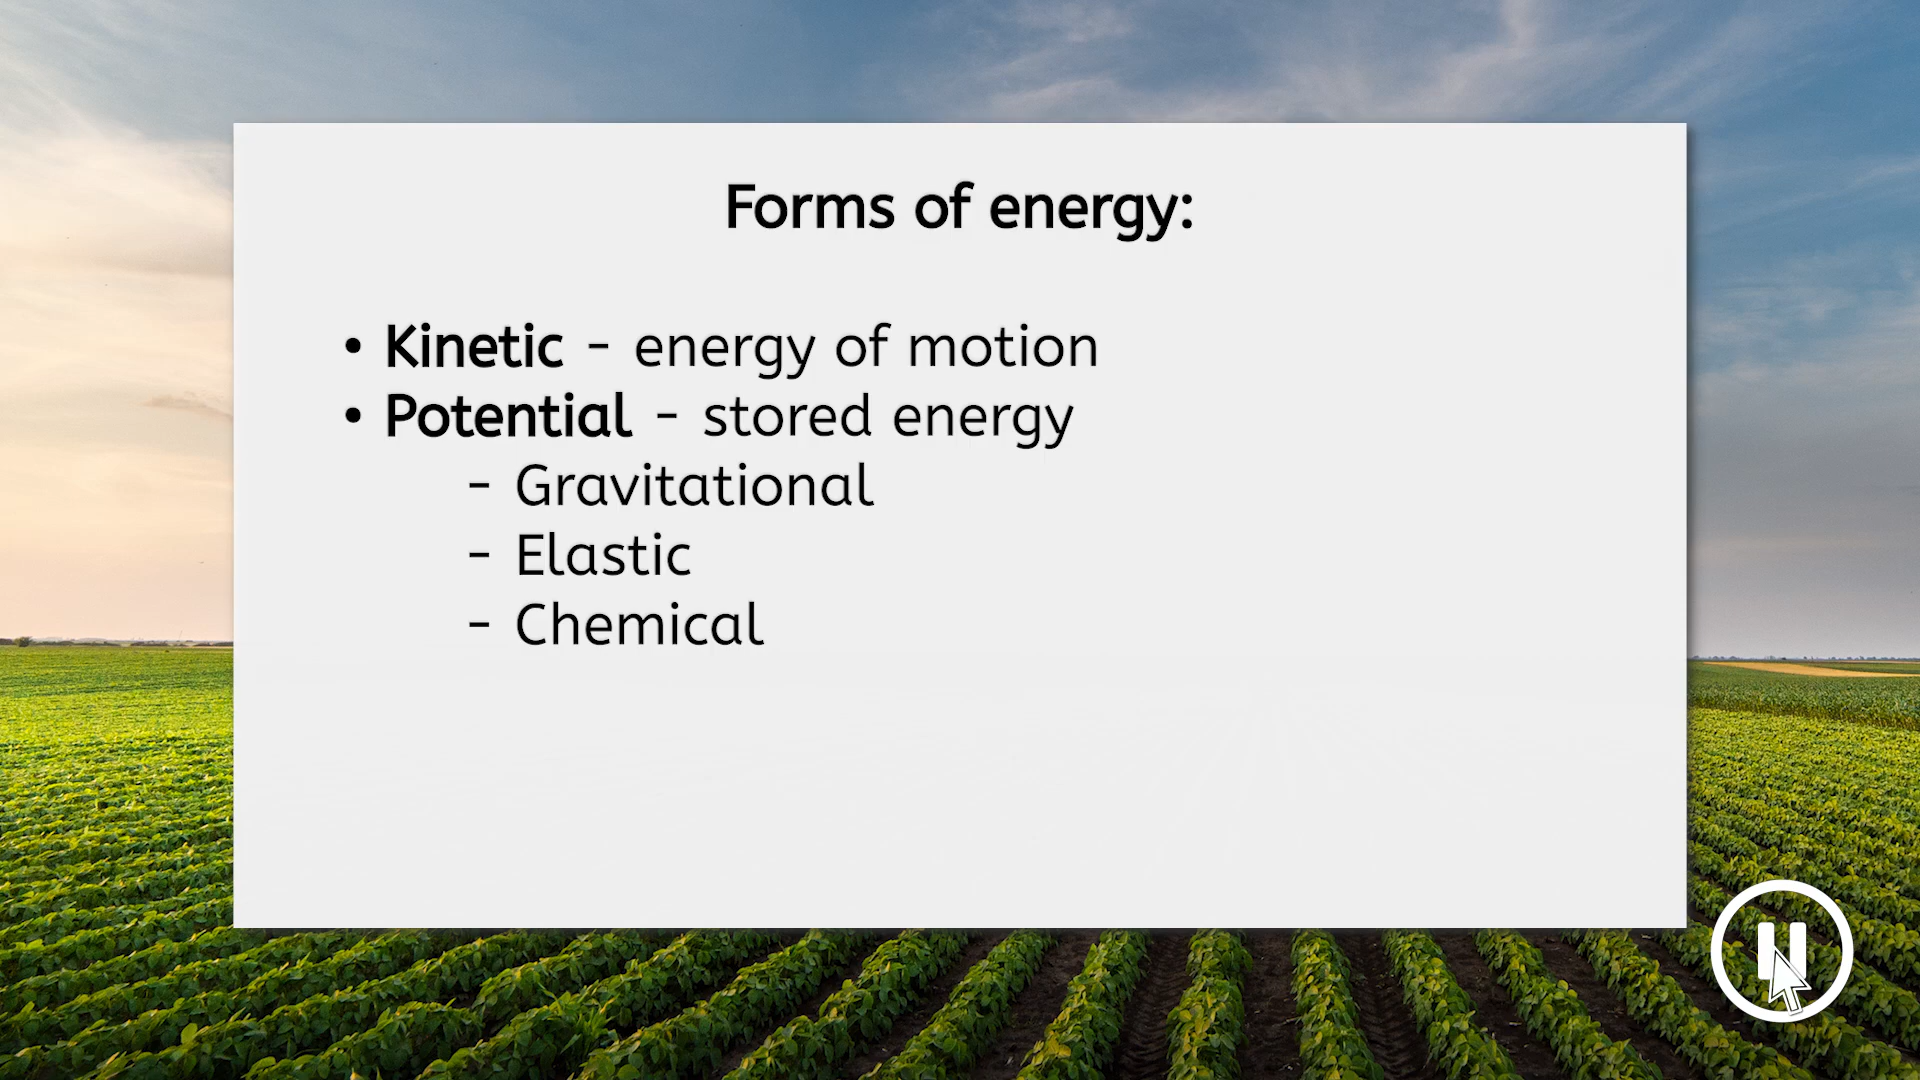 Forms of energy:
• Kinetic - energy of motion
• Potential - stored energy
- Gravitational
- Elastic
- Chemical